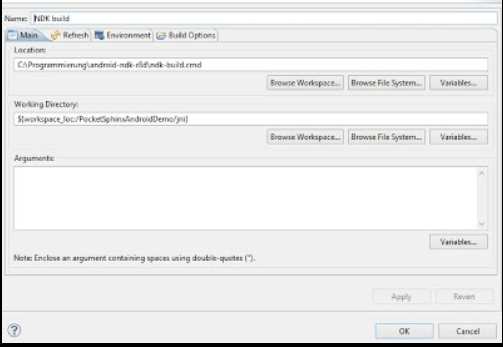 Name: NDK build
Main Refresh Environment Build Options
Location:
C:\Programmierung\android-ndk-r8d\ndk-build.cmd
Browse Workspace... Browse File System... Variables...
Working Directory:
${workspace_loc:/PocketSphinxAndroidDemo/jni}
Browse Workspace... Browse File System... Variables...
Arguments:
Variables...
Note: Enclose an argument containing spaces using double-quotes (").
Apply Revert
OK Cancel